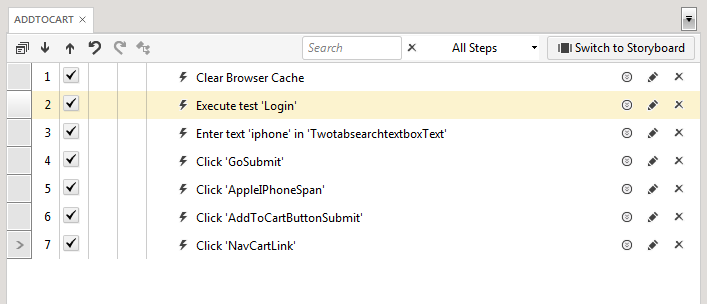 ADDTOCART
Search All Steps Switch to Storyboard
1 Clear Browser Cache
2 Execute test 'Login'
3 Enter text 'iphone' in 'TwotabsearchtextboxText'
4 Click 'GoSubmit'
5 Click 'AppleIPhoneSpan'
6 Click 'AddToCartButtonSubmit'
7 Click 'NavCartLink'